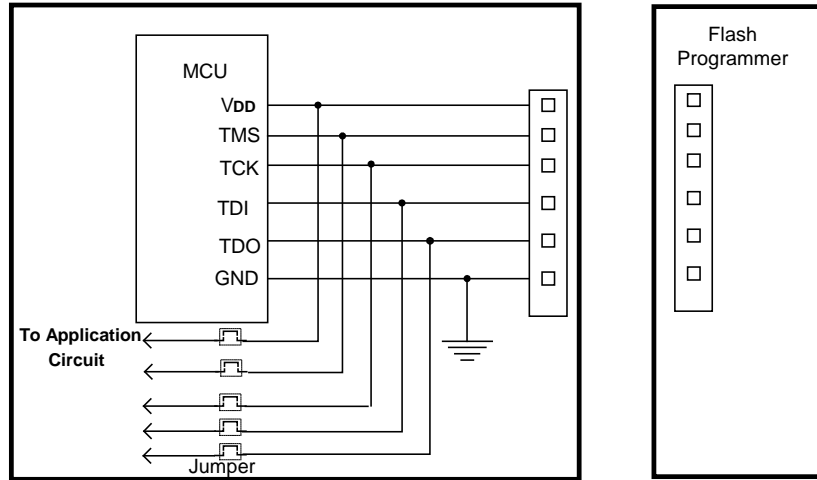 MCU
VDD
TMS
TCK
TDI
TDO
GND
To Application
Circuit
Jumper
Flash
Programmer